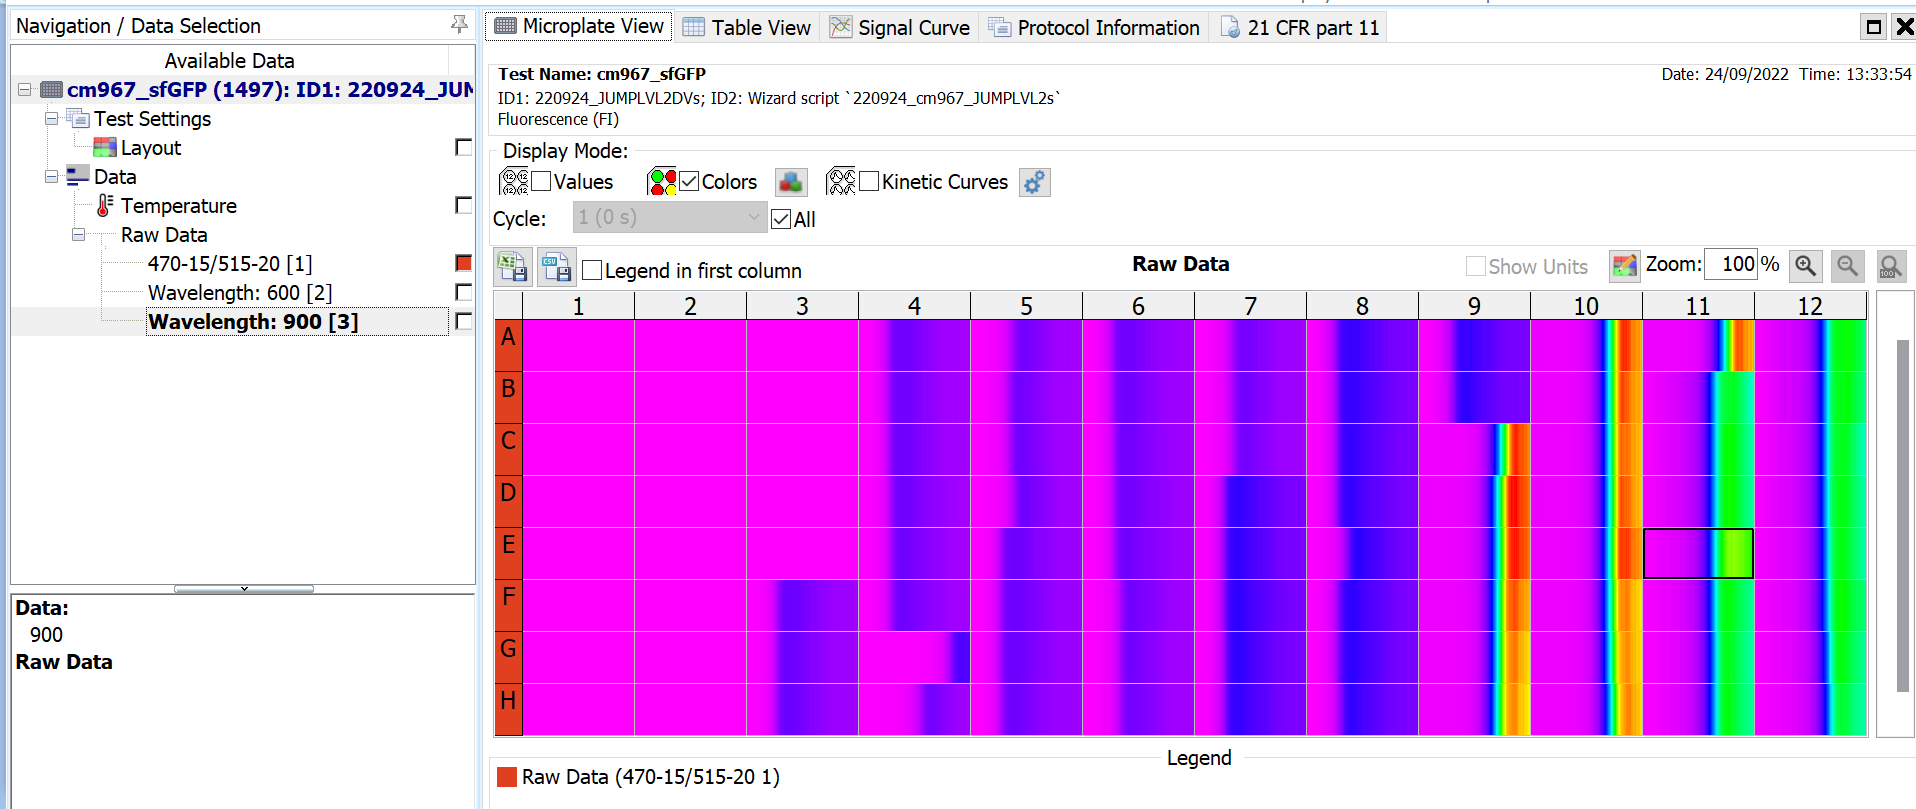 Navigation / Data Selection
Available Data
cm967_sfGFP (1497): ID1: 220924_JUM
Test Settings
Layout
Data
Temperature
Raw Data
470-15/515-20 [1]
Wavelength: 600 [2]
Wavelength: 900 [3]
Data:
900
Raw Data
Microplate View
Table View
Signal Curve
Protocol Information
21 CFR part 11
Test Name: cm967_sfGFP
Date: 24/09/2022 Time: 13:33:54
ID1: 220924_JUMPLVL2DVs; ID2: Wizard script `220924_cm967_JUMPLVL2s`
Fluorescence (FI)
Display Mode:
Values
Colors
Kinetic Curves
Cycle: 1 (0 s) All
Legend in first column
Raw Data
Show Units
Zoom: 100 %
1 2 3 4 5 6 7 8 9 10 11 12
A
B
C
D
E
F
G
H
Legend
Raw Data (470-15/515-20 1)